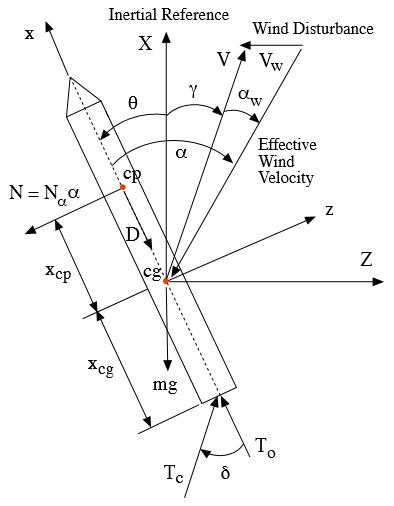 Inertial Reference
x
X
Wind Disturbance
V
V_w
θ
γ
α_w
α
Effective
Wind
Velocity
cp
N = N_α α
z
D
x_cp
cg
Z
x_cg
mg
T_o
T_c
δ